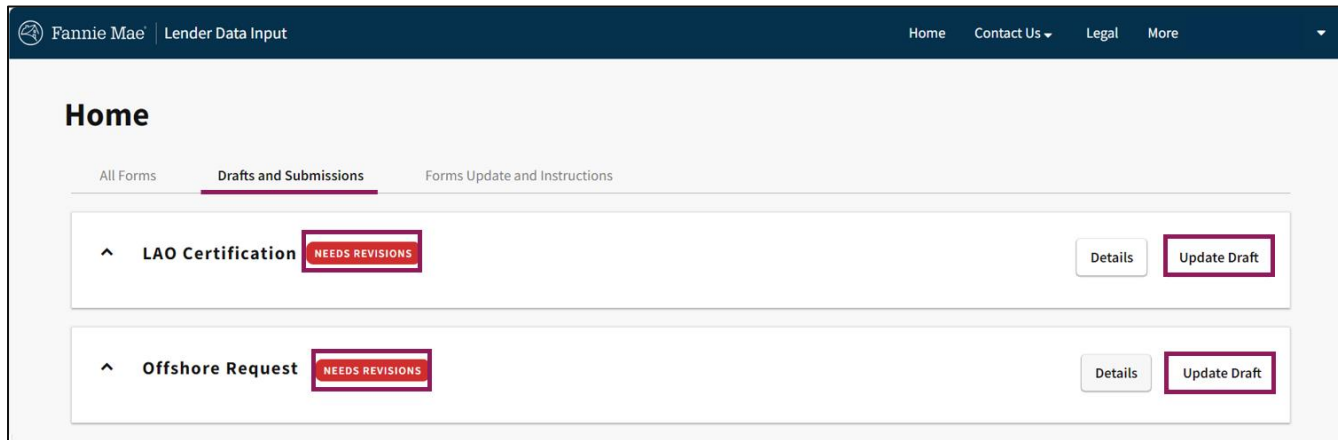 Fannie Mae® Lender Data Input Home Contact Us Legal More
Home
All Forms Drafts and Submissions Forms Update and Instructions
LAO Certification NEEDS REVISIONS Details Update Draft
Offshore Request NEEDS REVISIONS Details Update Draft